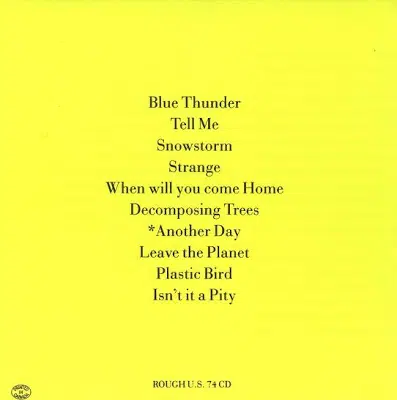 Blue Thunder
Tell Me
Snowstorm
Strange
When will you come Home
Decomposing Trees
*Another Day
Leave the Planet
Plastic Bird
Isn't it a Pity
ROUGH U.S. 74 CD